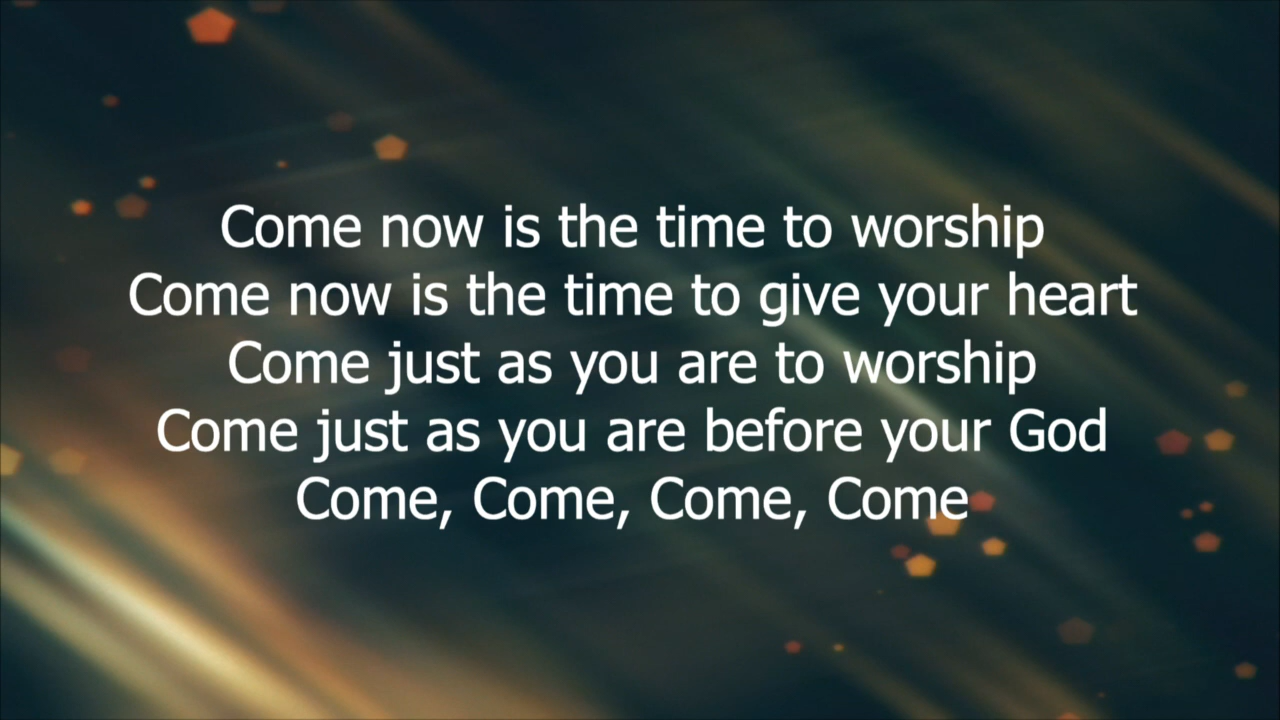 Come now is the time to worship
Come now is the time to give your heart
Come just as you are to worship
Come just as you are before your God
Come, Come, Come, Come